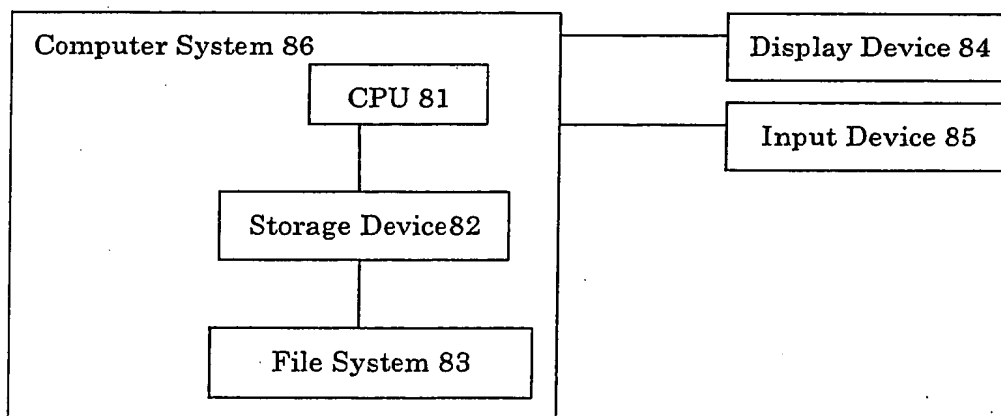 Computer System 86
CPU 81
Storage Device82
File System 83
Display Device 84
Input Device 85